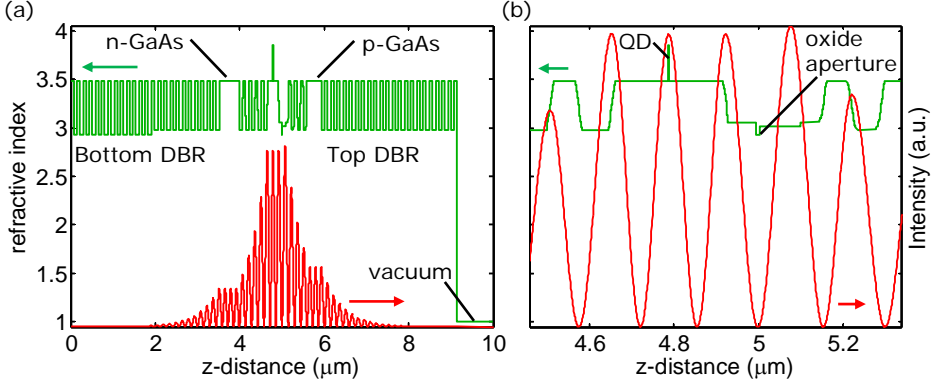 (a)
n-GaAs
p-GaAs
4
3.5
3
2.5
2
1.5
1
refractive index
Bottom DBR
Top DBR
vacuum
0
2
4
6
8
10
z-distance (μm)
(b)
QD
oxide
aperture
Intensity (a.u.)
4.6
4.8
5
5.2
z-distance (μm)